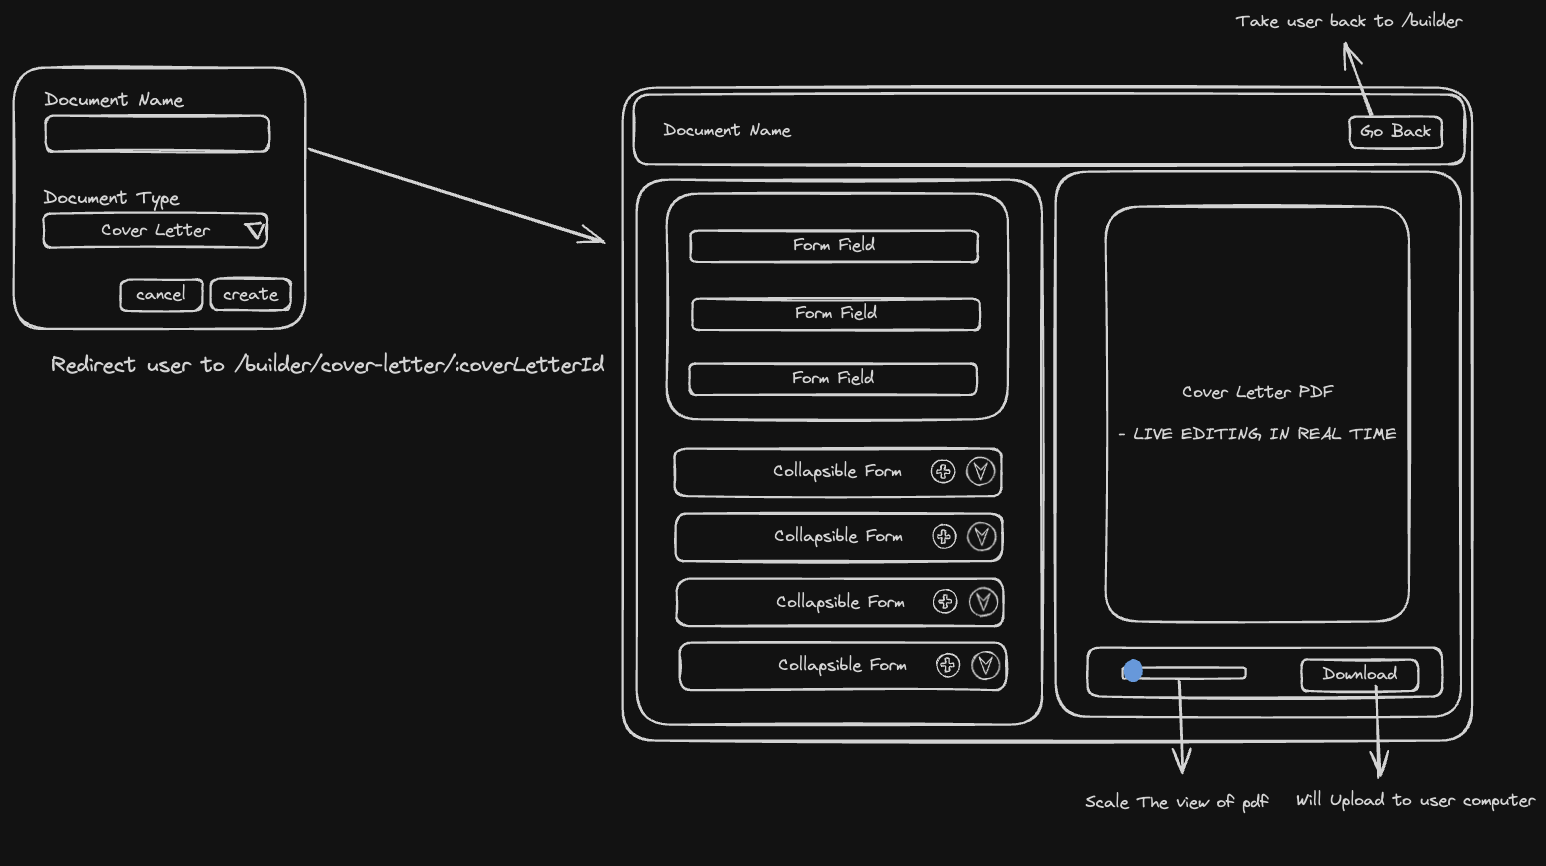 Take user back to /builder
Document Name
Document Type
Cover Letter
cancel
create
Redirect user to /builder/cover-letter/:coverLetterId
Document Name
Go Back
Form Field
Form Field
Form Field
Collapsible Form
Collapsible Form
Collapsible Form
Collapsible Form
Cover Letter PDF
- LIVE EDITING IN REAL TIME
Download
Scale The view of pdf
Will Upload to user computer